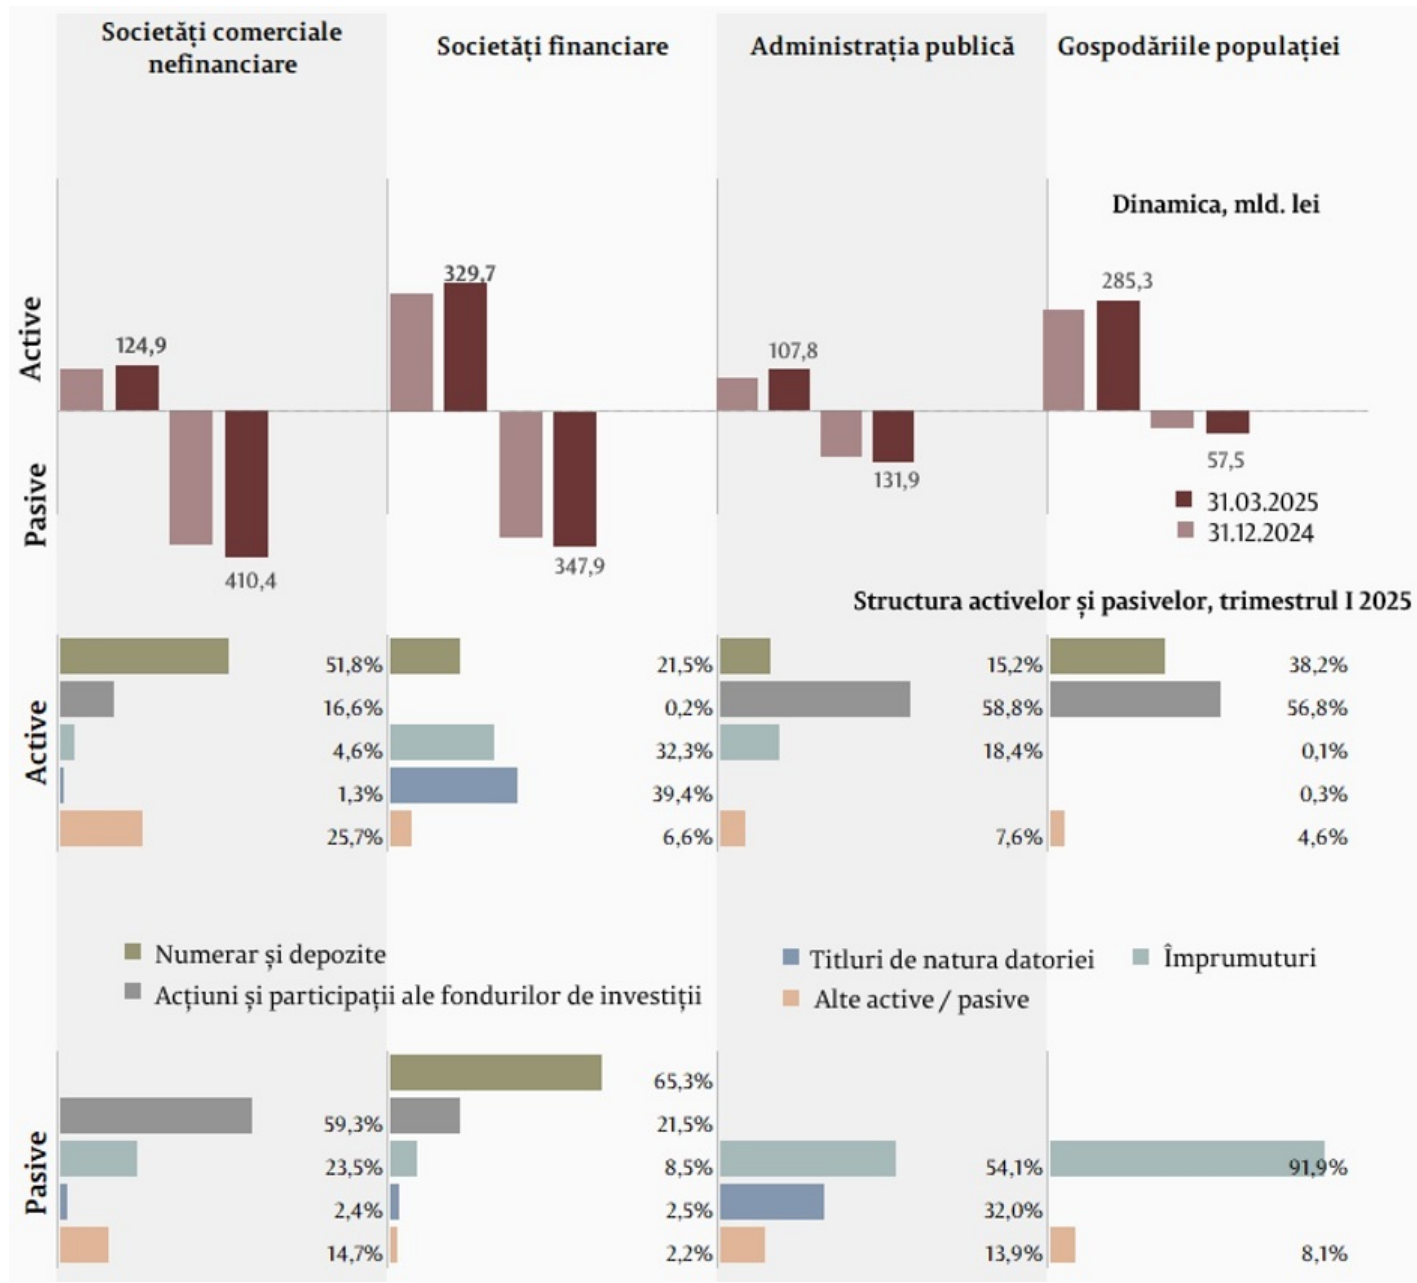 Societăți comerciale
nefinanciare
Societăți financiare
Administrația publică
Gospodăriile populației
Dinamica, mld. lei
Active
124,9
329,7
107,8
285,3
Pasive
410,4
347,9
131,9
57,5
31.03.2025
31.12.2024
Structura activelor și pasivelor, trimestrul I 2025
Active
51,8% 21,5% 15,2% 38,2%
16,6% 0,2% 58,8% 56,8%
4,6% 32,3% 18,4% 0,1%
1,3% 39,4% 0,3%
25,7% 6,6% 7,6% 4,6%
Numerar și depozite
Acțiuni și participații ale fondurilor de investiții
Titluri de natura datoriei
Împrumuturi
Alte active / pasive
Pasive
65,3%
59,3% 21,5%
23,5% 8,5% 54,1% 91,9%
2,4% 2,5% 32,0%
14,7% 2,2% 13,9% 8,1%